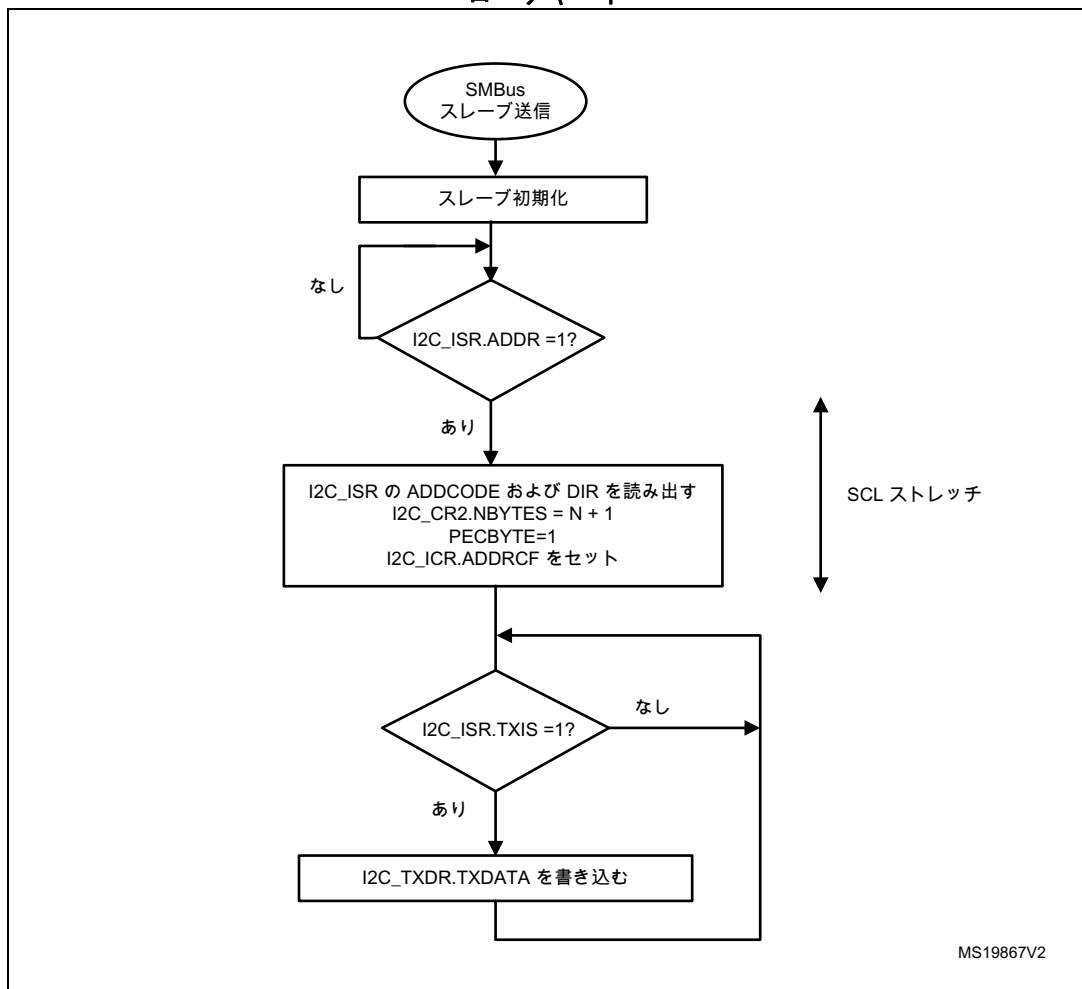 SMBus
スレーブ送信
スレーブ初期化
なし
I2C_ISR.ADDR =1?
あり
I2C_ISR の ADDCODE および DIR を読み出す
I2C_CR2.NBYTES = N + 1
PECBYTE=1
I2C_ICR.ADDRCF をセット
SCL ストレッチ
I2C_ISR.TXIS =1?
なし
あり
I2C_TXDR.TXDATA を書き込む
MS19867V2